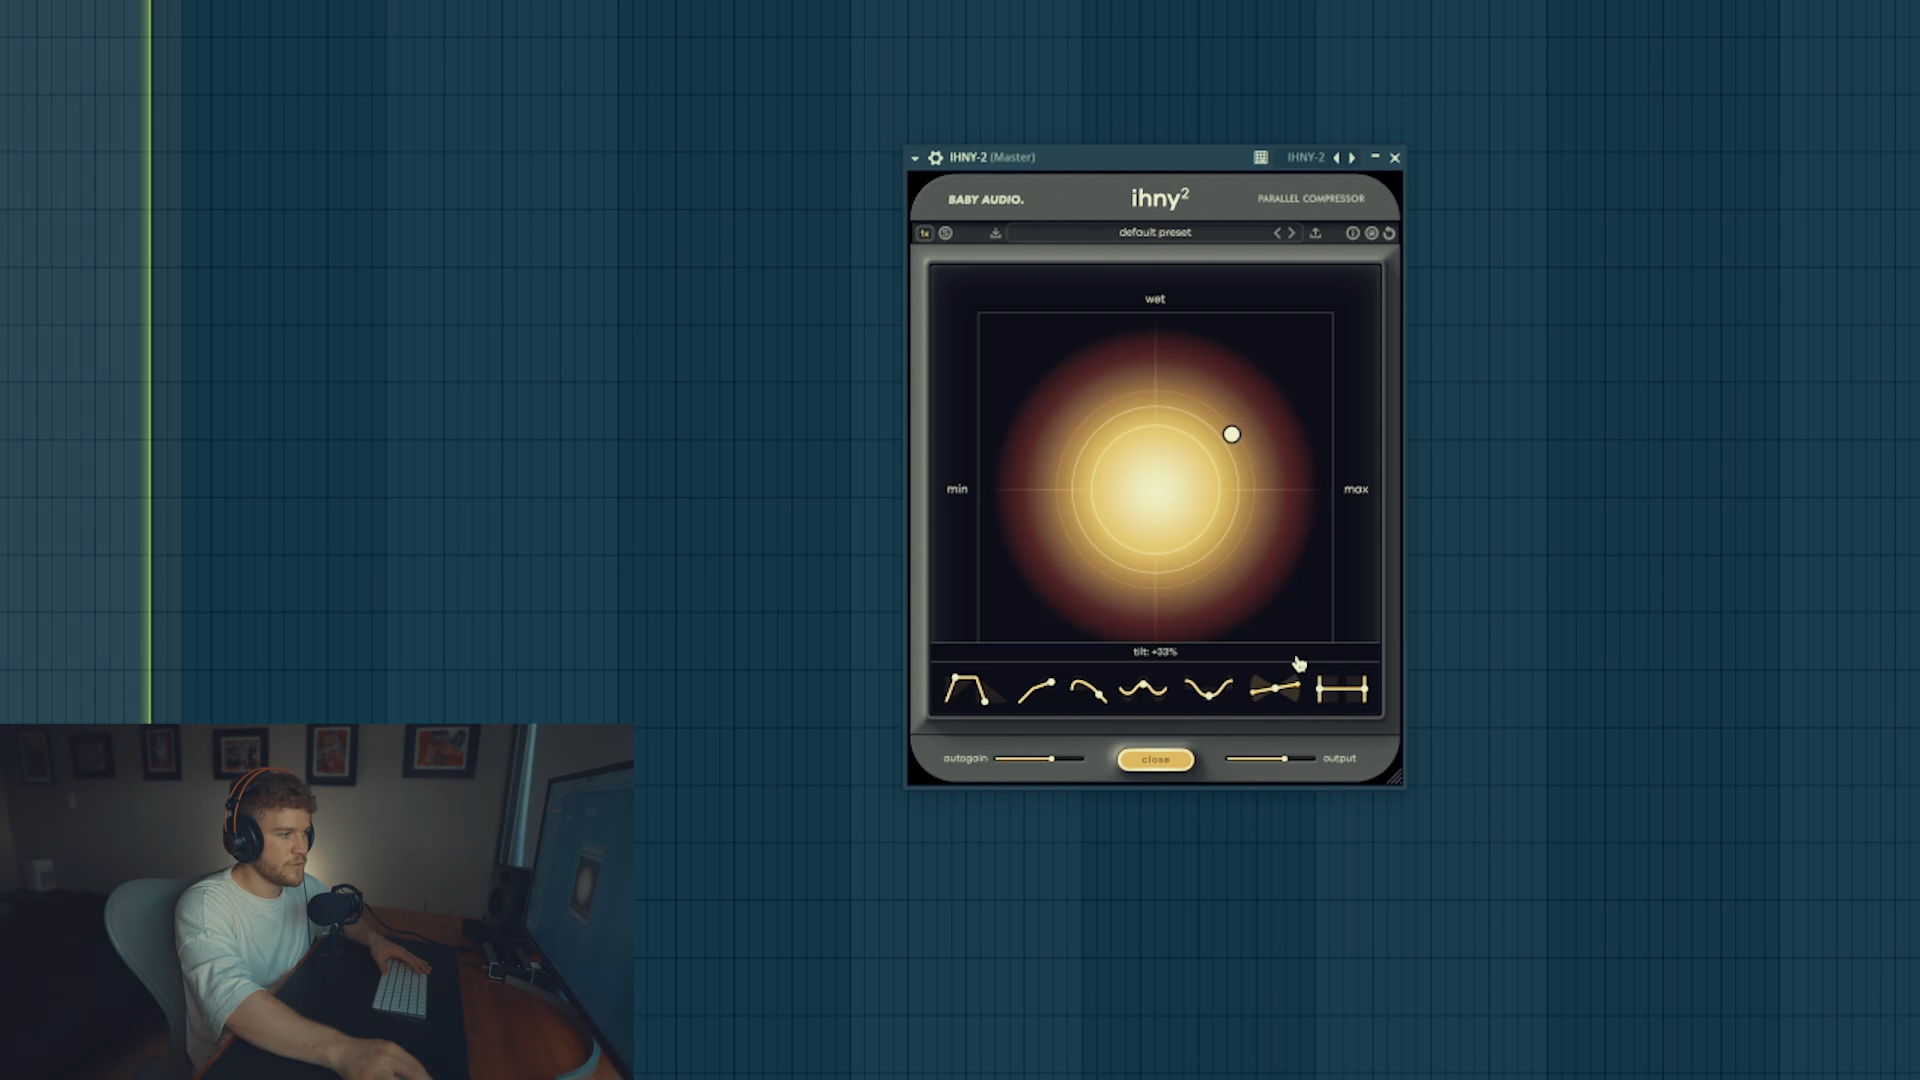 IHNY-2 (Master) IHNY-2
BABY AUDIO. ihny² PARALLEL COMPRESSOR
1x default preset
wet
min max
tilt: +33%
autogain close output